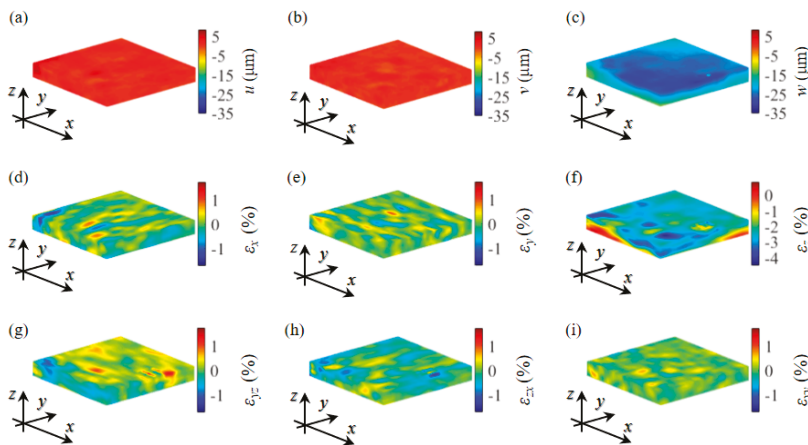 (a)
5
-5
-15
-25
-35
u (μm)
z
y
x
(b)
5
-5
-15
-25
-35
v (μm)
z
y
x
(c)
5
-5
-15
-25
-35
w (μm)
z
y
x
(d)
1
0
-1
εx (%)
z
y
x
(e)
1
0
-1
εy (%)
z
y
x
(f)
0
-1
-2
-3
-4
(%)
z
y
x
(g)
1
0
-1
εyz (%)
z
y
x
(h)
1
0
-1
εzx (%)
z
y
x
(i)
1
0
-1
εxy (%)
z
y
x